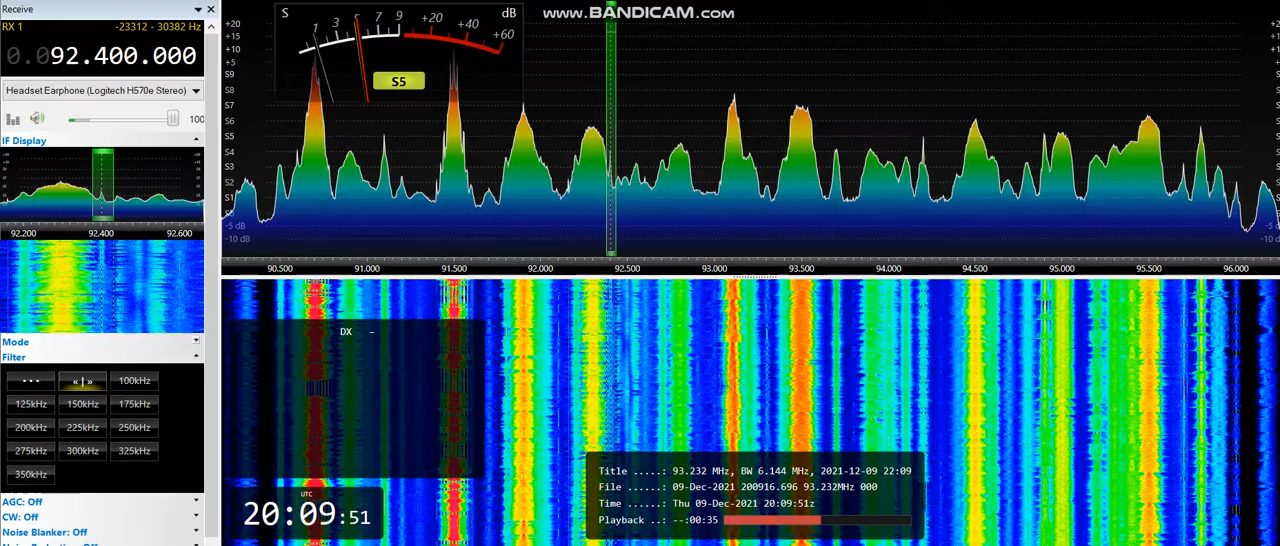 Receive
RX 1 -23312 - 30382 Hz
0.092.400.000
Headset Earphone (Logitech H570e Stereo)
100
IF Display
92.200 92.400 92.600
Mode
Filter
••• «|» 100kHz
125kHz 150kHz 175kHz
200kHz 225kHz 250kHz
275kHz 300kHz 325kHz
350kHz
AGC: Off
CW: Off
Noise Blanker: Off
www.BANDICAM.com
S dB
1 3 5 7 9 +20 +40 +60
S5
+20
+15
+10
+5
S9
S8
S7
S6
S5
S4
S3
S2
S1
-5 dB
-10 dB
90.500 91.000 91.500 92.000 92.500 93.000 93.500 94.000 94.500 95.000 95.500 96.000
DX –
Title .....: 93.232 MHz, BW 6.144 MHz, 2021-12-09 22:09
File ......: 09-Dec-2021 200916.696 93.232MHz 000
Time ......: Thu 09-Dec-2021 20:09:51z
Playback ..: --:00:35
UTC
20:09:51